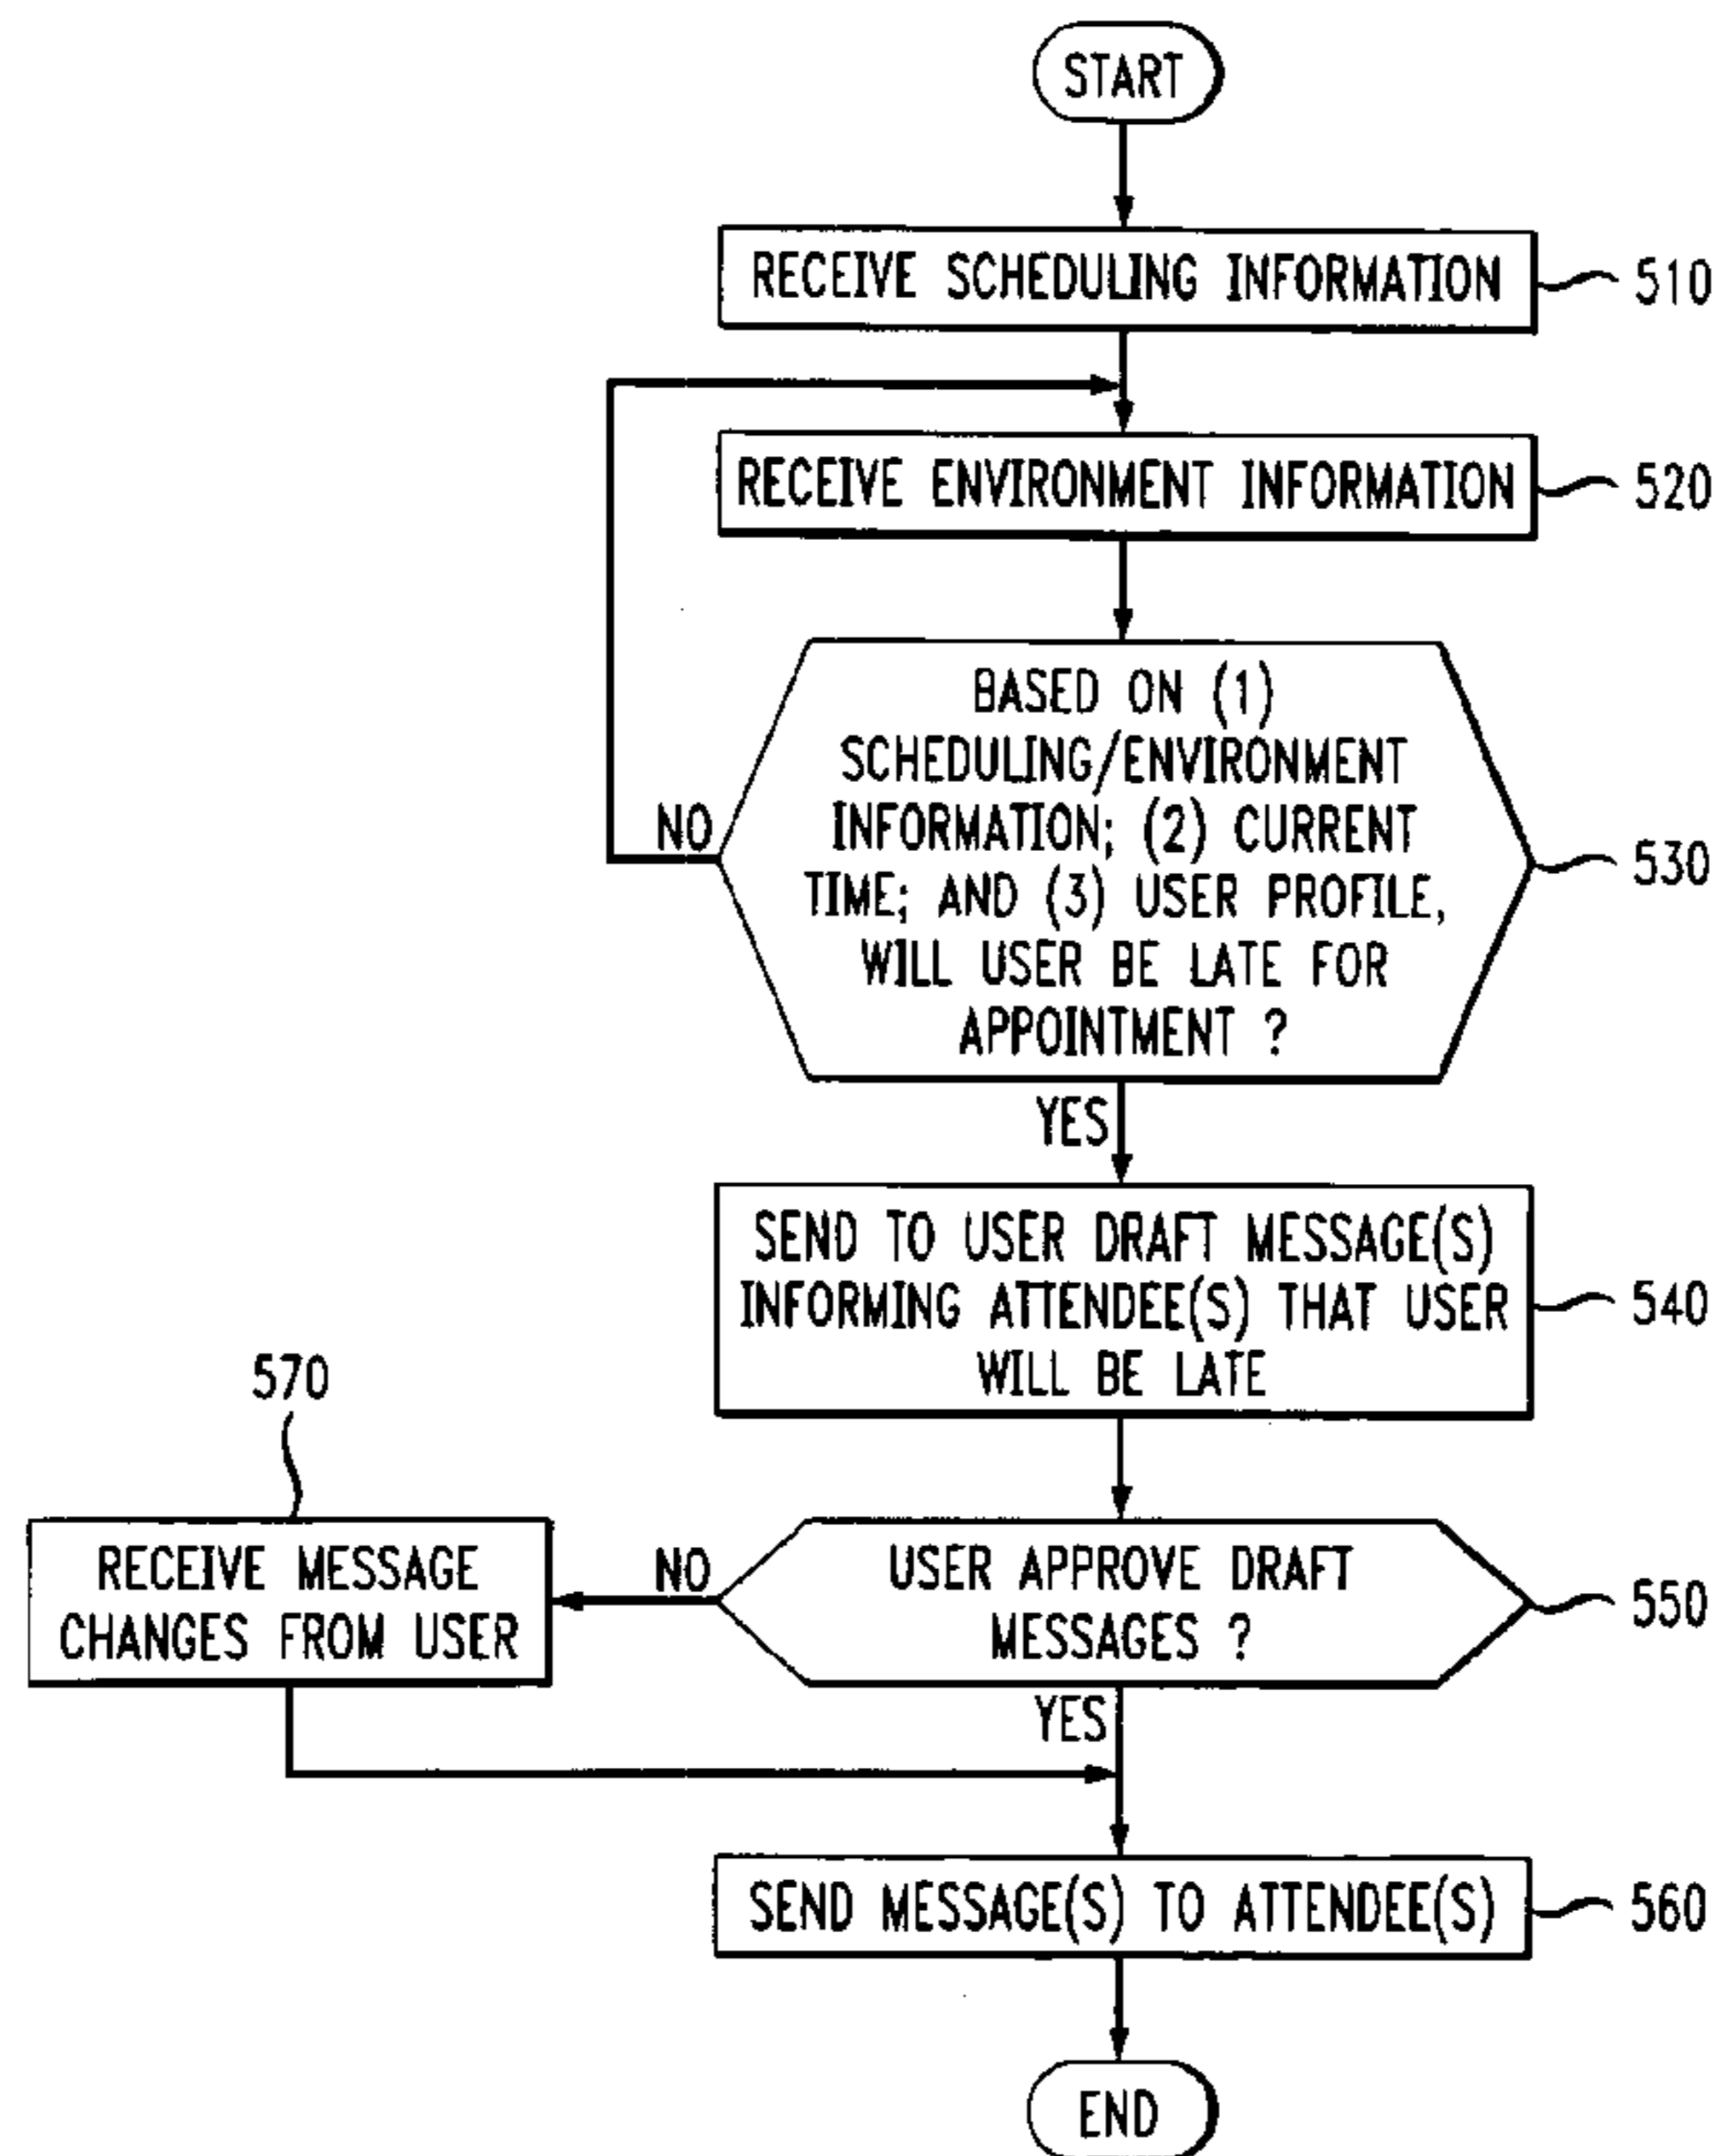 START
RECEIVE SCHEDULING INFORMATION
510
RECEIVE ENVIRONMENT INFORMATION
520
BASED ON (1)
SCHEDULING/ENVIRONMENT
INFORMATION; (2) CURRENT
TIME; AND (3) USER PROFILE,
WILL USER BE LATE FOR
APPOINTMENT ?
NO
530
YES
SEND TO USER DRAFT MESSAGE(S)
INFORMING ATTENDEE(S) THAT USER
WILL BE LATE
540
570
RECEIVE MESSAGE
CHANGES FROM USER
NO
USER APPROVE DRAFT
MESSAGES ?
550
YES
SEND MESSAGE(S) TO ATTENDEE(S)
560
END